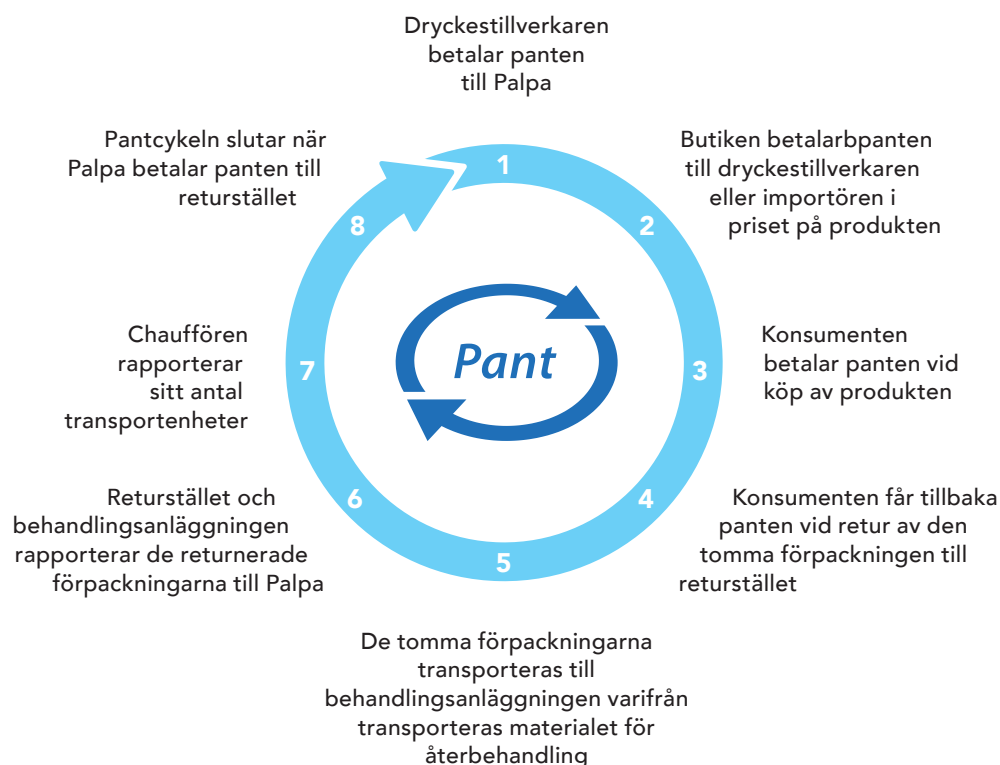 Dryckestillverkaren
betalar panten
till Palpa
1
Butiken betalarbpanten
till dryckestillverkaren
eller importören i
priset på produkten
2
Konsumenten
betalar panten vid
köp av produkten
3
Konsumenten får tillbaka
panten vid retur av den
tomma förpackningen till
returstället
4
De tomma förpackningarna
transporteras till
behandlingsanläggningen varifrån
transporteras materialet för
återbehandling
5
Returstället och
behandlingsanläggningen
rapporterar de returnerade
förpackningarna till Palpa
6
Chauffören
rapporterar
sitt antal
transportenheter
7
Pantcykeln slutar när
Palpa betalar panten till
returstället
8
Pant